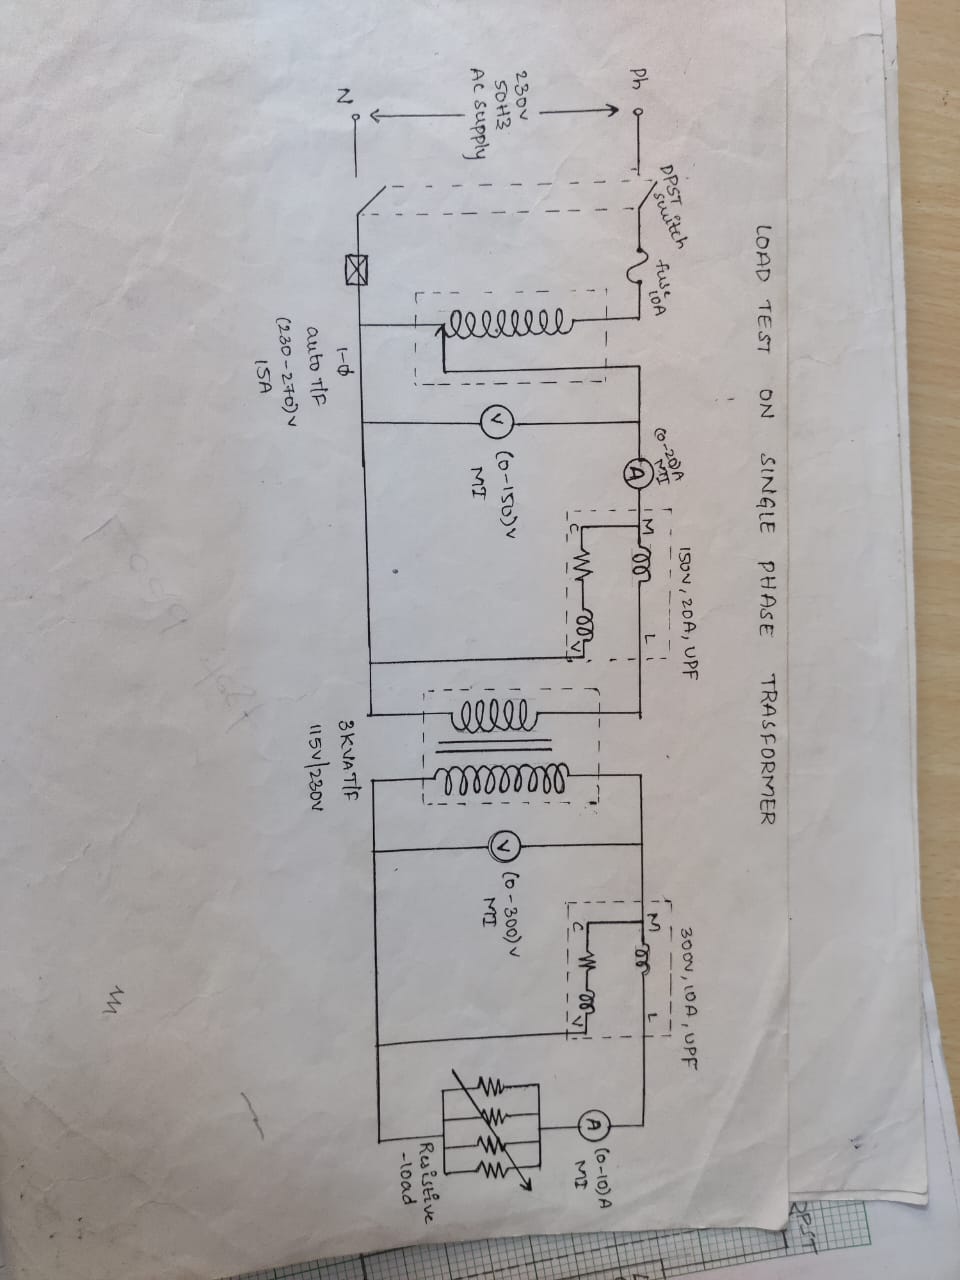 LOAD TEST ON SINGLE PHASE TRASFORMER
Ph
230V
50HZ
AC supply
N
DPST switch
fuse
10A
1-ϕ
auto T/F
(230-270)V
15A
(0-150)V
MI
(0-20)A
MI
150V, 20A, UPF
M
L
C
V
V
A
3KVA T/F
115V/230V
V
(0-300)V
MI
300V, 10A, UPF
M
L
C
V
A
(0-10)A
MI
Resistive
-load
DPST